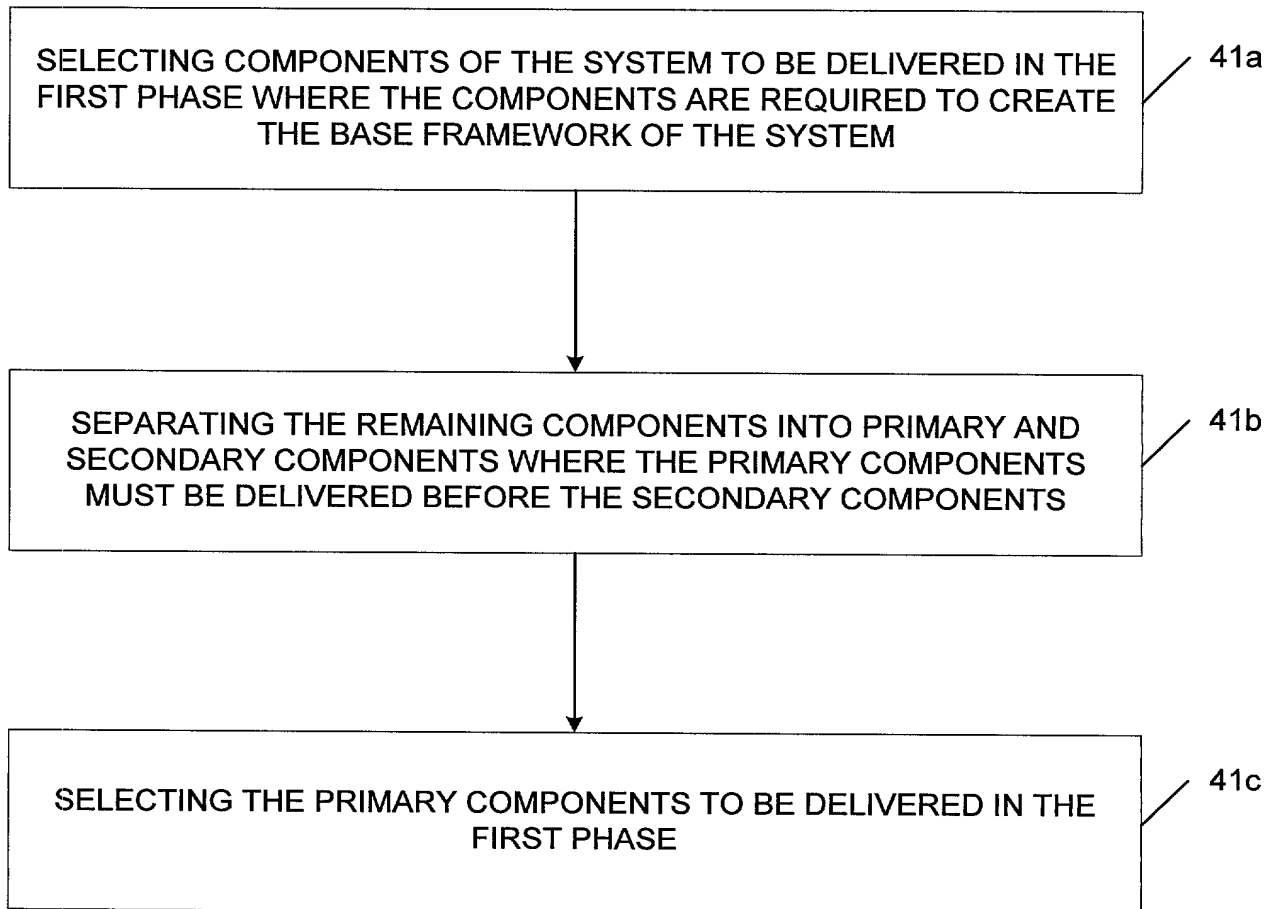 SELECTING COMPONENTS OF THE SYSTEM TO BE DELIVERED IN THE
FIRST PHASE WHERE THE COMPONENTS ARE REQUIRED TO CREATE
THE BASE FRAMEWORK OF THE SYSTEM
41a
SEPARATING THE REMAINING COMPONENTS INTO PRIMARY AND
SECONDARY COMPONENTS WHERE THE PRIMARY COMPONENTS
MUST BE DELIVERED BEFORE THE SECONDARY COMPONENTS
41b
SELECTING THE PRIMARY COMPONENTS TO BE DELIVERED IN THE
FIRST PHASE
41c